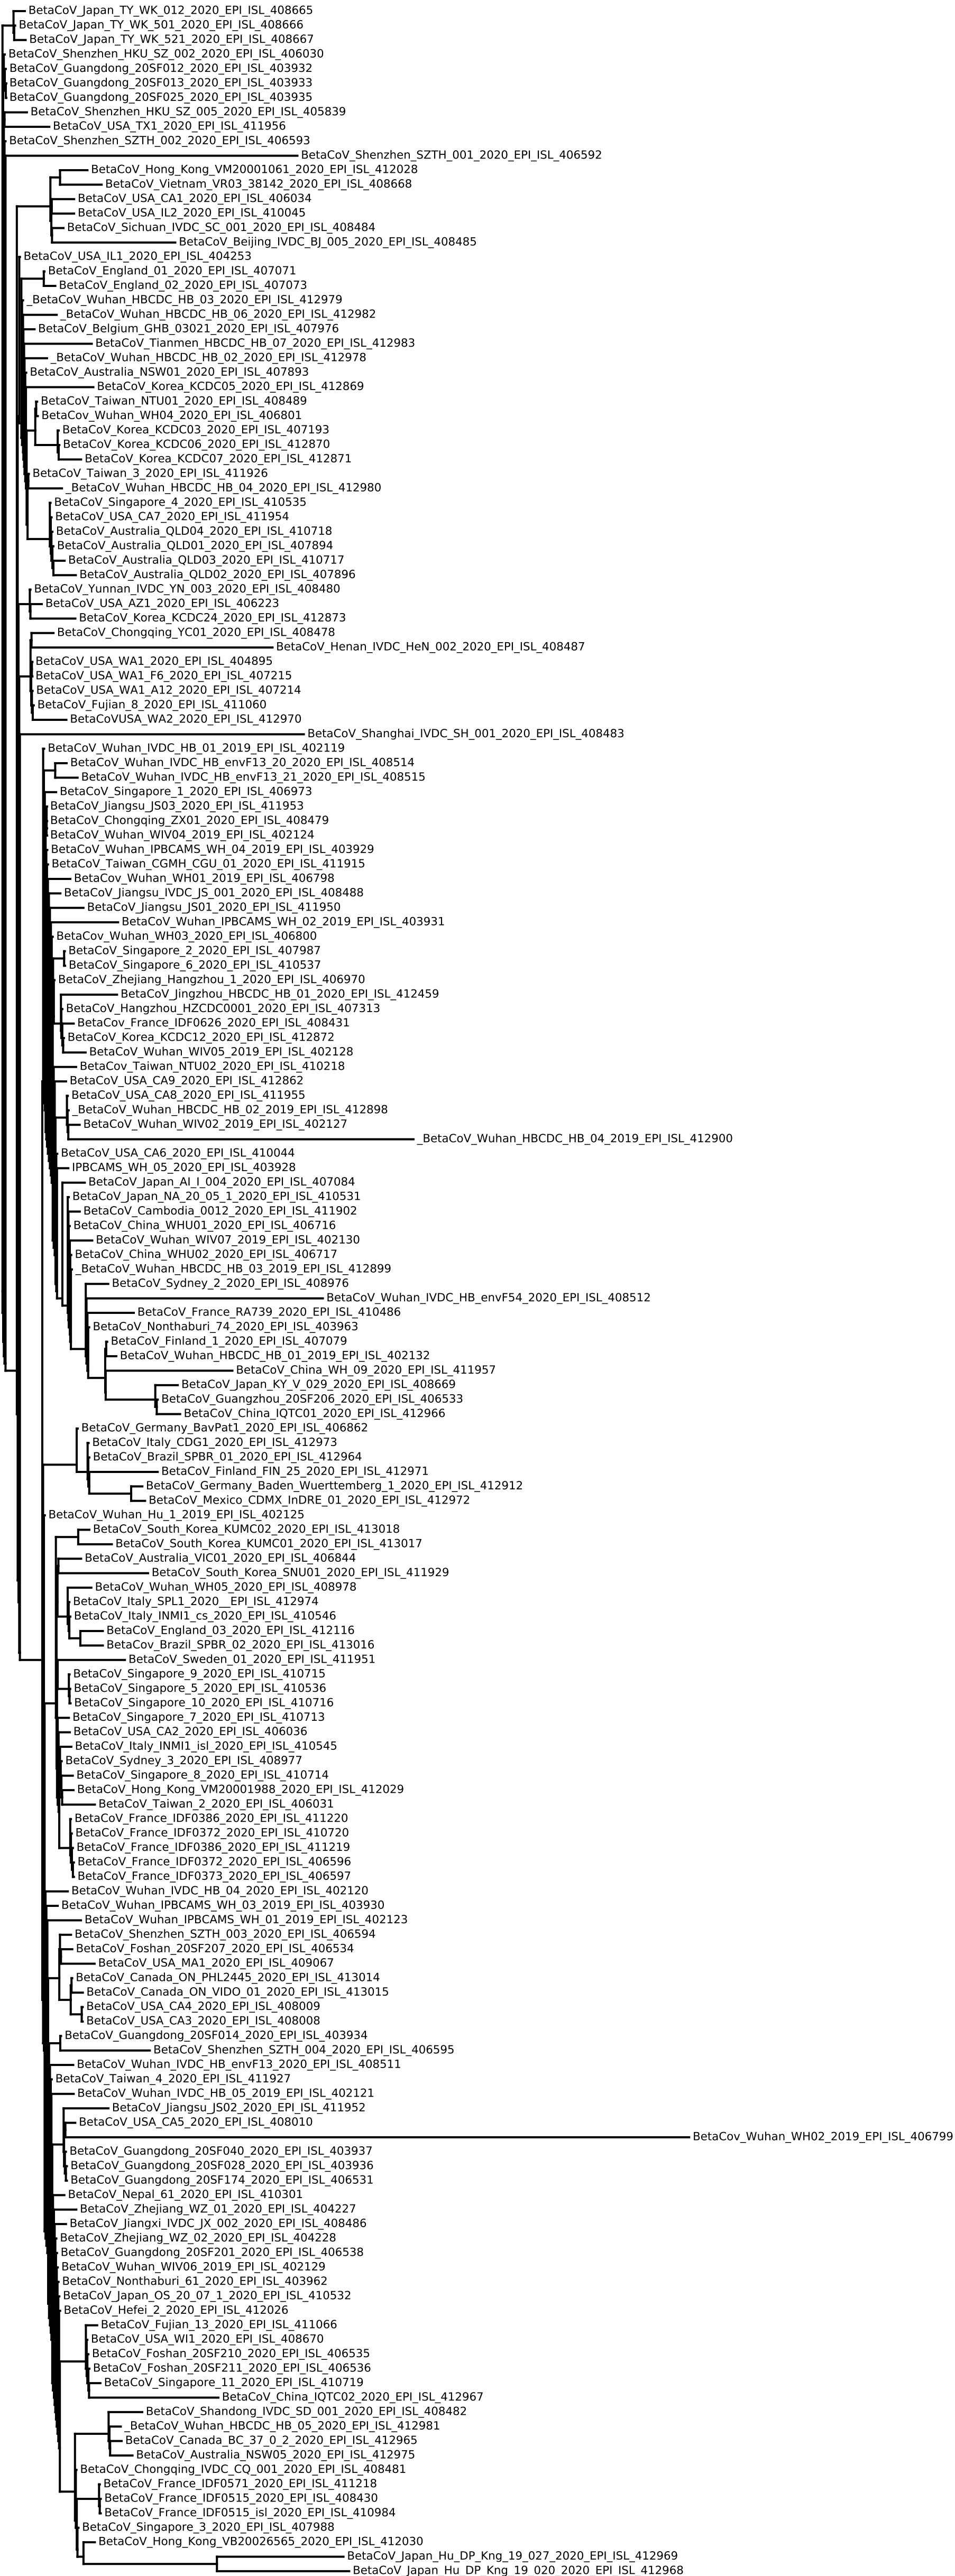 BetaCoV_Japan_TY_WK_012_2020_EPI_ISL_408665
BetaCoV_Japan_TY_WK_501_2020_EPI_ISL_408666
BetaCoV_Japan_TY_WK_521_2020_EPI_ISL_408667
BetaCoV_Shenzhen_HKU_SZ_002_2020_EPI_ISL_406030
BetaCoV_Guangdong_20SF012_2020_EPI_ISL_403932
BetaCoV_Guangdong_20SF013_2020_EPI_ISL_403933
BetaCoV_Guangdong_20SF025_2020_EPI_ISL_403935
BetaCoV_Shenzhen_HKU_SZ_005_2020_EPI_ISL_405839
BetaCoV_USA_TX1_2020_EPI_ISL_411956
BetaCoV_Shenzhen_SZTH_002_2020_EPI_ISL_406593
BetaCoV_Shenzhen_SZTH_001_2020_EPI_ISL_406592
BetaCoV_Hong_Kong_VM20001061_2020_EPI_ISL_412028
BetaCoV_Vietnam_VR03_38142_2020_EPI_ISL_408668
BetaCoV_USA_CA1_2020_EPI_ISL_406034
BetaCoV_USA_IL2_2020_EPI_ISL_410045
BetaCoV_Sichuan_IVDC_SC_001_2020_EPI_ISL_408484
BetaCoV_Beijing_IVDC_BJ_005_2020_EPI_ISL_408485
BetaCoV_USA_IL1_2020_EPI_ISL_404253
BetaCoV_England_01_2020_EPI_ISL_407071
BetaCoV_England_02_2020_EPI_ISL_407073
_BetaCoV_Wuhan_HBCDC_HB_03_2020_EPI_ISL_412979
_BetaCoV_Wuhan_HBCDC_HB_06_2020_EPI_ISL_412982
BetaCoV_Belgium_GHB_03021_2020_EPI_ISL_407976
BetaCoV_Tianmen_HBCDC_HB_07_2020_EPI_ISL_412983
_BetaCoV_Wuhan_HBCDC_HB_02_2020_EPI_ISL_412978
BetaCoV_Australia_NSW01_2020_EPI_ISL_407893
BetaCoV_Korea_KCDC05_2020_EPI_ISL_412869
BetaCoV_Taiwan_NTU01_2020_EPI_ISL_408489
BetaCov_Wuhan_WH04_2020_EPI_ISL_406801
BetaCoV_Korea_KCDC03_2020_EPI_ISL_407193
BetaCoV_Korea_KCDC06_2020_EPI_ISL_412870
BetaCoV_Korea_KCDC07_2020_EPI_ISL_412871
BetaCoV_Taiwan_3_2020_EPI_ISL_411926
_BetaCoV_Wuhan_HBCDC_HB_04_2020_EPI_ISL_412980
BetaCoV_Singapore_4_2020_EPI_ISL_410535
BetaCoV_USA_CA7_2020_EPI_ISL_411954
BetaCoV_Australia_QLD04_2020_EPI_ISL_410718
BetaCoV_Australia_QLD01_2020_EPI_ISL_407894
BetaCoV_Australia_QLD03_2020_EPI_ISL_410717
BetaCoV_Australia_QLD02_2020_EPI_ISL_407896
BetaCoV_Yunnan_IVDC_YN_003_2020_EPI_ISL_408480
BetaCoV_USA_AZ1_2020_EPI_ISL_406223
BetaCoV_Korea_KCDC24_2020_EPI_ISL_412873
BetaCoV_Chongqing_YC01_2020_EPI_ISL_408478
BetaCoV_Henan_IVDC_HeN_002_2020_EPI_ISL_408487
BetaCoV_USA_WA1_2020_EPI_ISL_404895
BetaCoV_USA_WA1_F6_2020_EPI_ISL_407215
BetaCoV_USA_WA1_A12_2020_EPI_ISL_407214
BetaCoV_Fujian_8_2020_EPI_ISL_411060
BetaCoVUSA_WA2_2020_EPI_ISL_412970
BetaCoV_Shanghai_IVDC_SH_001_2020_EPI_ISL_408483
BetaCoV_Wuhan_IVDC_HB_01_2019_EPI_ISL_402119
BetaCoV_Wuhan_IVDC_HB_envF13_20_2020_EPI_ISL_408514
BetaCoV_Wuhan_IVDC_HB_envF13_21_2020_EPI_ISL_408515
BetaCoV_Singapore_1_2020_EPI_ISL_406973
BetaCoV_Jiangsu_JS03_2020_EPI_ISL_411953
BetaCoV_Chongqing_ZX01_2020_EPI_ISL_408479
BetaCoV_Wuhan_WIV04_2019_EPI_ISL_402124
BetaCoV_Wuhan_IPBCAMS_WH_04_2019_EPI_ISL_403929
BetaCoV_Taiwan_CGMH_CGU_01_2020_EPI_ISL_411915
BetaCov_Wuhan_WH01_2019_EPI_ISL_406798
BetaCoV_Jiangsu_IVDC_JS_001_2020_EPI_ISL_408488
BetaCoV_Jiangsu_JS01_2020_EPI_ISL_411950
BetaCoV_Wuhan_IPBCAMS_WH_02_2019_EPI_ISL_403931
BetaCov_Wuhan_WH03_2020_EPI_ISL_406800
BetaCoV_Singapore_2_2020_EPI_ISL_407987
BetaCoV_Singapore_6_2020_EPI_ISL_410537
BetaCoV_Zhejiang_Hangzhou_1_2020_EPI_ISL_406970
BetaCoV_Jingzhou_HBCDC_HB_01_2020_EPI_ISL_412459
BetaCoV_Hangzhou_HZCDC0001_2020_EPI_ISL_407313
BetaCov_France_IDF0626_2020_EPI_ISL_408431
BetaCoV_Korea_KCDC12_2020_EPI_ISL_412872
BetaCoV_Wuhan_WIV05_2019_EPI_ISL_402128
BetaCov_Taiwan_NTU02_2020_EPI_ISL_410218
BetaCoV_USA_CA9_2020_EPI_ISL_412862
BetaCoV_USA_CA8_2020_EPI_ISL_411955
_BetaCoV_Wuhan_HBCDC_HB_02_2019_EPI_ISL_412898
BetaCoV_Wuhan_WIV02_2019_EPI_ISL_402127
_BetaCoV_Wuhan_HBCDC_HB_04_2019_EPI_ISL_412900
BetaCoV_USA_CA6_2020_EPI_ISL_410044
IPBCAMS_WH_05_2020_EPI_ISL_403928
BetaCoV_Japan_AI_I_004_2020_EPI_ISL_407084
BetaCoV_Japan_NA_20_05_1_2020_EPI_ISL_410531
BetaCoV_Cambodia_0012_2020_EPI_ISL_411902
BetaCoV_China_WHU01_2020_EPI_ISL_406716
BetaCoV_Wuhan_WIV07_2019_EPI_ISL_402130
BetaCoV_China_WHU02_2020_EPI_ISL_406717
_BetaCoV_Wuhan_HBCDC_HB_03_2019_EPI_ISL_412899
BetaCoV_Sydney_2_2020_EPI_ISL_408976
BetaCoV_Wuhan_IVDC_HB_envF54_2020_EPI_ISL_408512
BetaCoV_France_RA739_2020_EPI_ISL_410486
BetaCoV_Nonthaburi_74_2020_EPI_ISL_403963
BetaCoV_Finland_1_2020_EPI_ISL_407079
BetaCoV_Wuhan_HBCDC_HB_01_2019_EPI_ISL_402132
BetaCoV_China_WH_09_2020_EPI_ISL_411957
BetaCoV_Japan_KY_V_029_2020_EPI_ISL_408669
BetaCoV_Guangzhou_20SF206_2020_EPI_ISL_406533
BetaCoV_China_IQTC01_2020_EPI_ISL_412966
BetaCoV_Germany_BavPat1_2020_EPI_ISL_406862
BetaCoV_Italy_CDG1_2020_EPI_ISL_412973
BetaCoV_Brazil_SPBR_01_2020_EPI_ISL_412964
BetaCoV_Finland_FIN_25_2020_EPI_ISL_412971
BetaCoV_Germany_Baden_Wuerttemberg_1_2020_EPI_ISL_412912
BetaCoV_Mexico_CDMX_InDRE_01_2020_EPI_ISL_412972
BetaCoV_Wuhan_Hu_1_2019_EPI_ISL_402125
BetaCoV_South_Korea_KUMC02_2020_EPI_ISL_413018
BetaCoV_South_Korea_KUMC01_2020_EPI_ISL_413017
BetaCoV_Australia_VIC01_2020_EPI_ISL_406844
BetaCoV_South_Korea_SNU01_2020_EPI_ISL_411929
BetaCoV_Wuhan_WH05_2020_EPI_ISL_408978
BetaCoV_Italy_SPL1_2020__EPI_ISL_412974
BetaCoV_Italy_INMI1_cs_2020_EPI_ISL_410546
BetaCoV_England_03_2020_EPI_ISL_412116
BetaCov_Brazil_SPBR_02_2020_EPI_ISL_413016
BetaCoV_Sweden_01_2020_EPI_ISL_411951
BetaCoV_Singapore_9_2020_EPI_ISL_410715
BetaCoV_Singapore_5_2020_EPI_ISL_410536
BetaCoV_Singapore_10_2020_EPI_ISL_410716
BetaCoV_Singapore_7_2020_EPI_ISL_410713
BetaCoV_USA_CA2_2020_EPI_ISL_406036
BetaCoV_Italy_INMI1_isl_2020_EPI_ISL_410545
BetaCoV_Sydney_3_2020_EPI_ISL_408977
BetaCoV_Singapore_8_2020_EPI_ISL_410714
BetaCoV_Hong_Kong_VM20001988_2020_EPI_ISL_412029
BetaCoV_Taiwan_2_2020_EPI_ISL_406031
BetaCoV_France_IDF0386_2020_EPI_ISL_411220
BetaCoV_France_IDF0372_2020_EPI_ISL_410720
BetaCoV_France_IDF0386_2020_EPI_ISL_411219
BetaCoV_France_IDF0372_2020_EPI_ISL_406596
BetaCoV_France_IDF0373_2020_EPI_ISL_406597
BetaCoV_Wuhan_IVDC_HB_04_2020_EPI_ISL_402120
BetaCoV_Wuhan_IPBCAMS_WH_03_2019_EPI_ISL_403930
BetaCoV_Wuhan_IPBCAMS_WH_01_2019_EPI_ISL_402123
BetaCoV_Shenzhen_SZTH_003_2020_EPI_ISL_406594
BetaCoV_Foshan_20SF207_2020_EPI_ISL_406534
BetaCoV_USA_MA1_2020_EPI_ISL_409067
BetaCoV_Canada_ON_PHL2445_2020_EPI_ISL_413014
BetaCoV_Canada_ON_VIDO_01_2020_EPI_ISL_413015
BetaCoV_USA_CA4_2020_EPI_ISL_408009
BetaCoV_USA_CA3_2020_EPI_ISL_408008
BetaCoV_Guangdong_20SF014_2020_EPI_ISL_403934
BetaCoV_Shenzhen_SZTH_004_2020_EPI_ISL_406595
BetaCoV_Wuhan_IVDC_HB_envF13_2020_EPI_ISL_408511
BetaCoV_Taiwan_4_2020_EPI_ISL_411927
BetaCoV_Wuhan_IVDC_HB_05_2019_EPI_ISL_402121
BetaCoV_Jiangsu_JS02_2020_EPI_ISL_411952
BetaCoV_USA_CA5_2020_EPI_ISL_408010
BetaCov_Wuhan_WH02_2019_EPI_ISL_406799
BetaCoV_Guangdong_20SF040_2020_EPI_ISL_403937
BetaCoV_Guangdong_20SF028_2020_EPI_ISL_403936
BetaCoV_Guangdong_20SF174_2020_EPI_ISL_406531
BetaCoV_Nepal_61_2020_EPI_ISL_410301
BetaCoV_Zhejiang_WZ_01_2020_EPI_ISL_404227
BetaCoV_Jiangxi_IVDC_JX_002_2020_EPI_ISL_408486
BetaCoV_Zhejiang_WZ_02_2020_EPI_ISL_404228
BetaCoV_Guangdong_20SF201_2020_EPI_ISL_406538
BetaCoV_Wuhan_WIV06_2019_EPI_ISL_402129
BetaCoV_Nonthaburi_61_2020_EPI_ISL_403962
BetaCoV_Japan_OS_20_07_1_2020_EPI_ISL_410532
BetaCoV_Hefei_2_2020_EPI_ISL_412026
BetaCoV_Fujian_13_2020_EPI_ISL_411066
BetaCoV_USA_WI1_2020_EPI_ISL_408670
BetaCoV_Foshan_20SF210_2020_EPI_ISL_406535
BetaCoV_Foshan_20SF211_2020_EPI_ISL_406536
BetaCoV_Singapore_11_2020_EPI_ISL_410719
BetaCoV_China_IQTC02_2020_EPI_ISL_412967
BetaCoV_Shandong_IVDC_SD_001_2020_EPI_ISL_408482
_BetaCoV_Wuhan_HBCDC_HB_05_2020_EPI_ISL_412981
BetaCoV_Canada_BC_37_0_2_2020_EPI_ISL_412965
BetaCoV_Australia_NSW05_2020_EPI_ISL_412975
BetaCoV_Chongqing_IVDC_CQ_001_2020_EPI_ISL_408481
BetaCoV_France_IDF0571_2020_EPI_ISL_411218
BetaCoV_France_IDF0515_2020_EPI_ISL_408430
BetaCoV_France_IDF0515_isl_2020_EPI_ISL_410984
BetaCoV_Singapore_3_2020_EPI_ISL_407988
BetaCoV_Hong_Kong_VB20026565_2020_EPI_ISL_412030
BetaCoV_Japan_Hu_DP_Kng_19_027_2020_EPI_ISL_412969
BetaCoV_Japan_Hu_DP_Kng_19_020_2020_EPI_ISL_412968